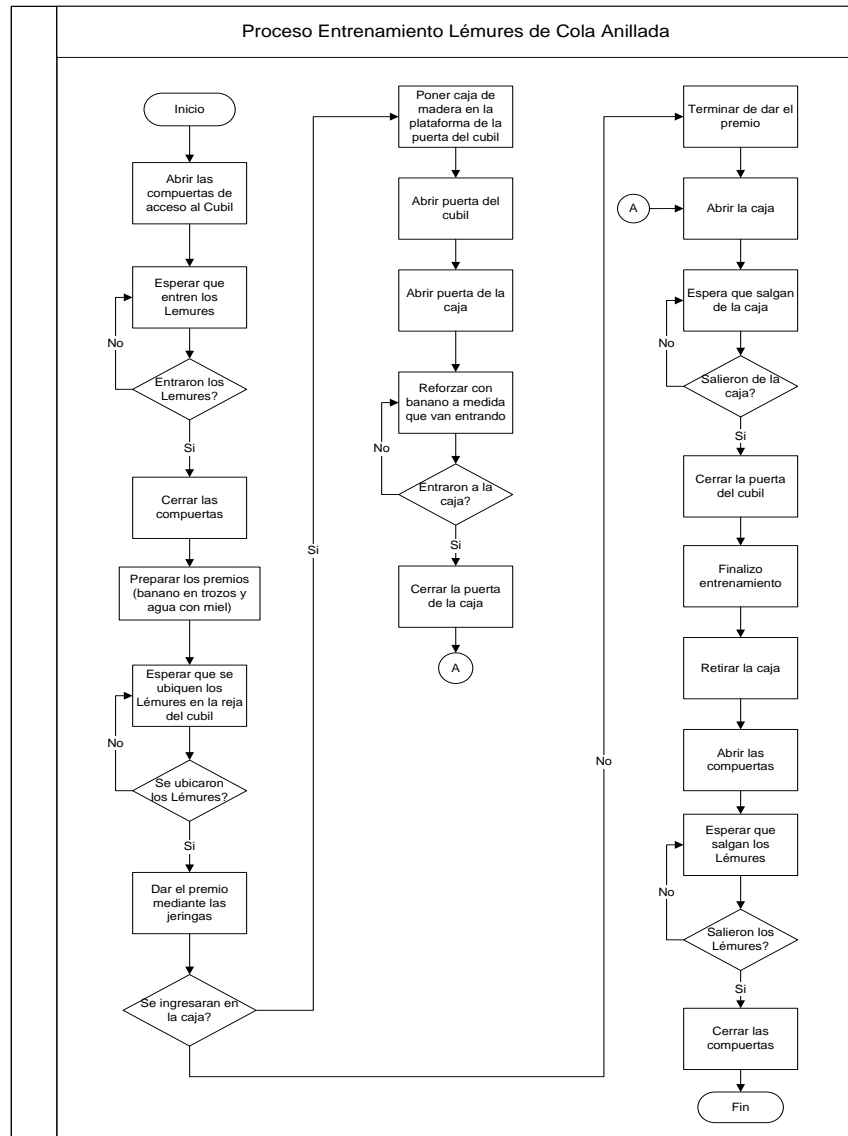 Proceso Entrenamiento Lémures de Cola Anillada
Inicio
Abrir las
compuertas de
acceso al Cubil
Esperar que
entren los
Lemures
No
Entraron los
Lemures?
Si
Cerrar las
compuertas
Preparar los premios
(banano en trozos y
agua con miel)
Esperar que se
ubiquen los
Lémures en la reja
del cubil
No
Se ubicaron
los Lémures?
Si
Dar el premio
mediante las
jeringas
Se ingresaran en
la caja?
Si
No
Poner caja de
madera en la
plataforma de la
puerta del cubil
Abrir puerta del
cubil
Abrir puerta de la
caja
Reforzar con
banano a medida
que van entrando
No
Entraron a la
caja?
Si
Cerrar la puerta
de la caja
A
Terminar de dar el
premio
A
Abrir la caja
Espera que salgan
de la caja
No
Salieron de la
caja?
Si
Cerrar la puerta
del cubil
Finalizo
entrenamiento
Retirar la caja
Abrir las
compuertas
Esperar que
salgan los
Lémures
No
Salieron los
Lémures?
Si
Cerrar las
compuertas
Fin